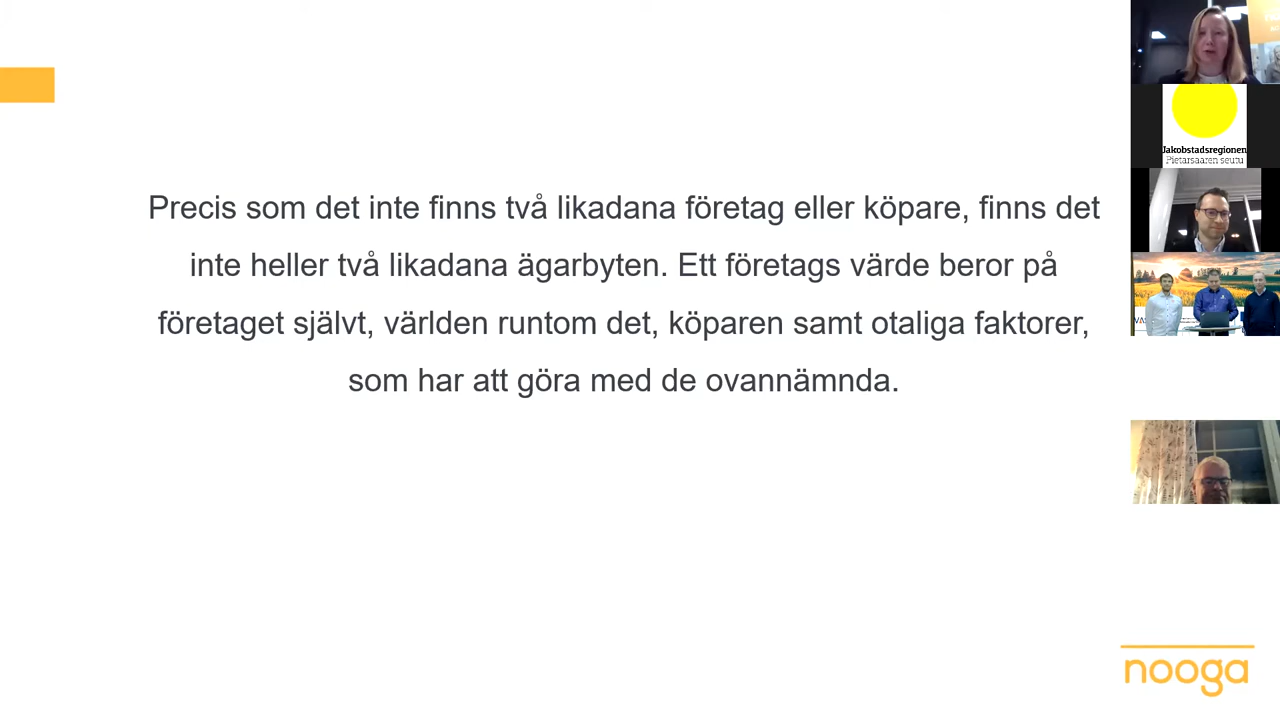 Precis som det inte finns två likadana företag eller köpare, finns det
inte heller två likadana ägarbyten. Ett företags värde beror på
företaget självt, världen runtom det, köparen samt otaliga faktorer,
som har att göra med de ovannämnda.
Jakobstadsregionen
Pietarsaaren seutu
nooga